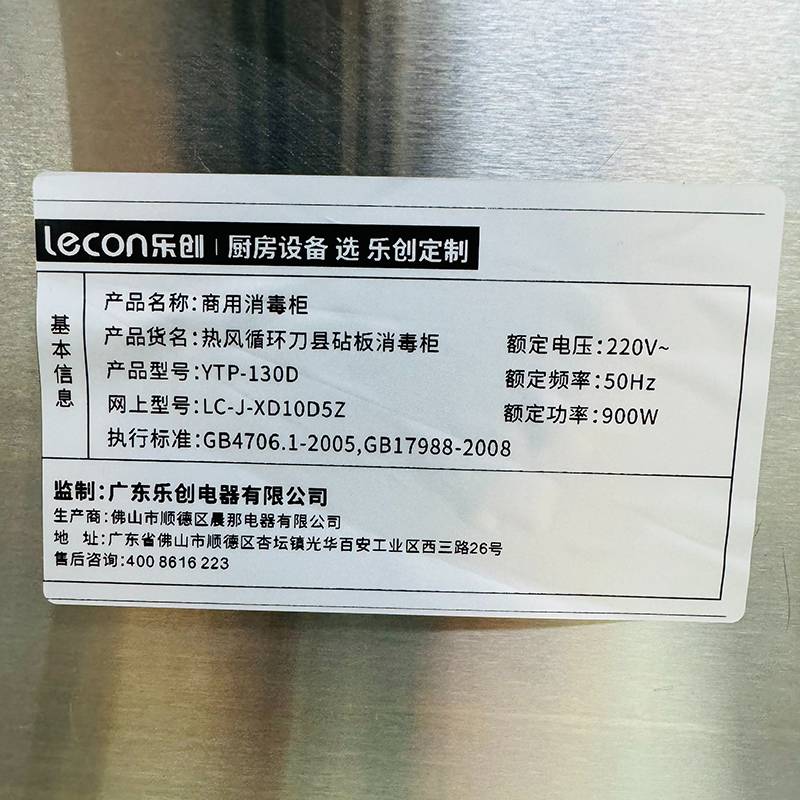 lecon乐创 | 厨房设备 选 乐创定制
基本信息
产品名称:商用消毒柜
产品货名:热风循环刀县砧板消毒柜
产品型号:YTP-130D
网上型号:LC-J-XD10D5Z
执行标准:GB4706.1-2005,GB17988-2008
额定电压:220V~
额定频率:50Hz
额定功率:900W
监制:广东乐创电器有限公司
生产商:佛山市顺德区晨那电器有限公司
地 址:广东省佛山市顺德区杏坛镇光华百安工业区西三路26号
售后咨询:400 8616 223